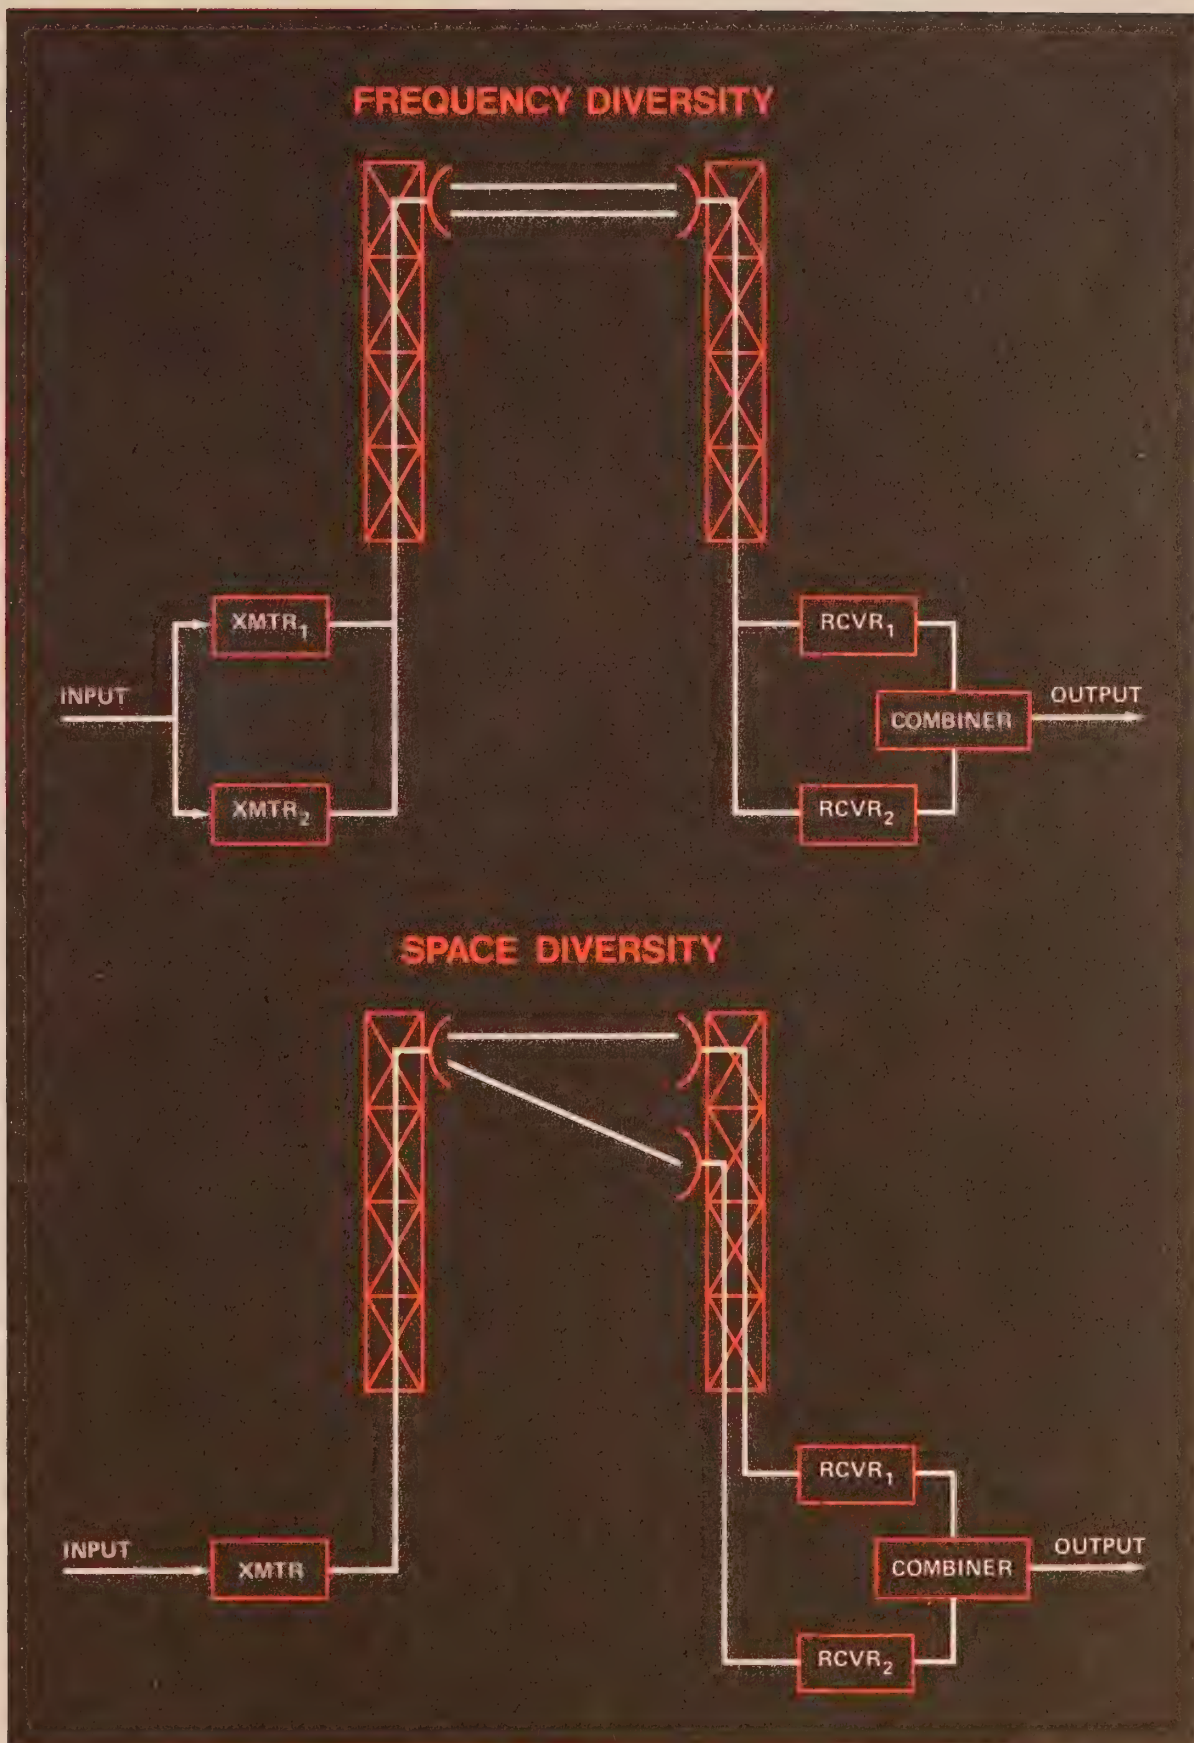 FREQUENCY DIVERSITY
XMTR₁
RCVR₁
INPUT
OUTPUT
COMBINER
XMTR₂
RCVR₂
SPACE DIVERSITY
RCVR₁
INPUT
OUTPUT
XMTR
COMBINER
RCVR₂